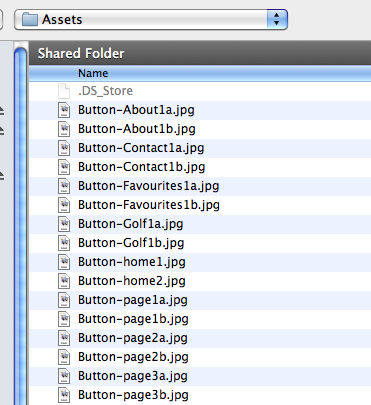 Assets
Shared Folder
Name
.DS_Store
Button-About1a.jpg
Button-About1b.jpg
Button-Contact1a.jpg
Button-Contact1b.jpg
Button-Favourites1a.jpg
Button-Favourites1b.jpg
Button-Golf1a.jpg
Button-Golf1b.jpg
Button-home1.jpg
Button-home2.jpg
Button-page1a.jpg
Button-page1b.jpg
Button-page2a.jpg
Button-page2b.jpg
Button-page3a.jpg
Button-page3b.jpg